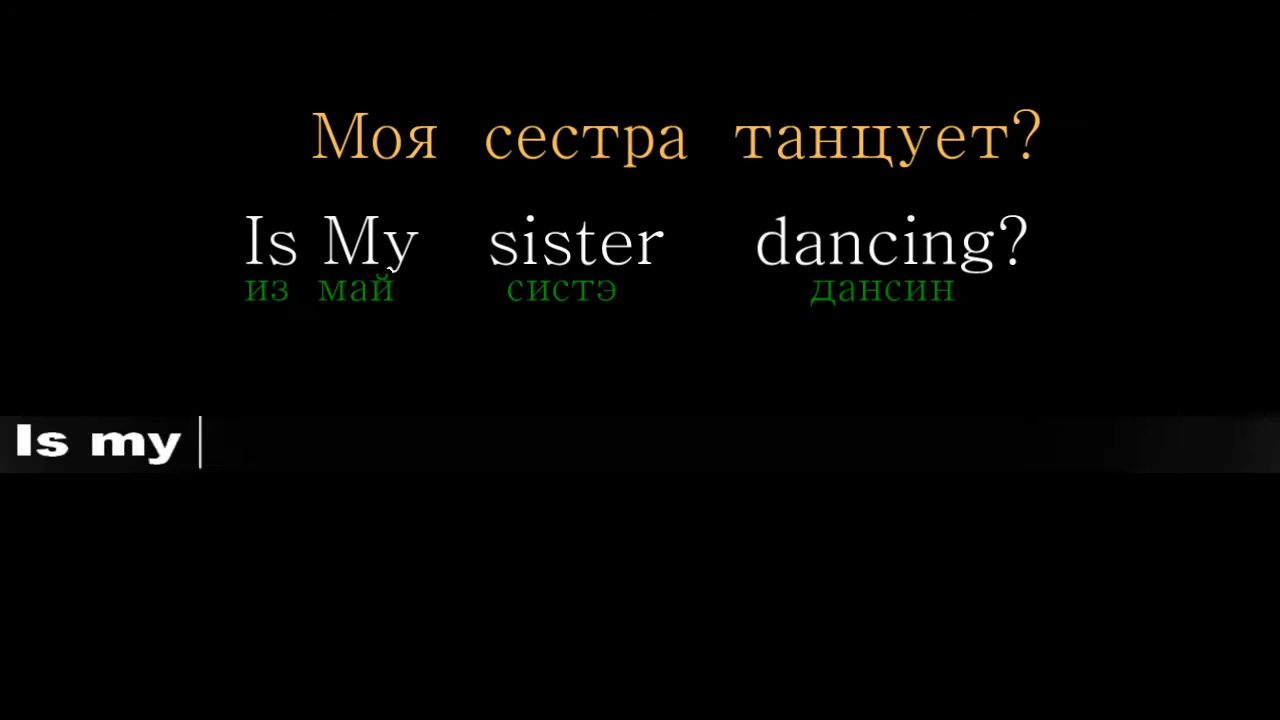 Моя сестра танцует?
Is My sister dancing?
из май систэ дансин
Is my